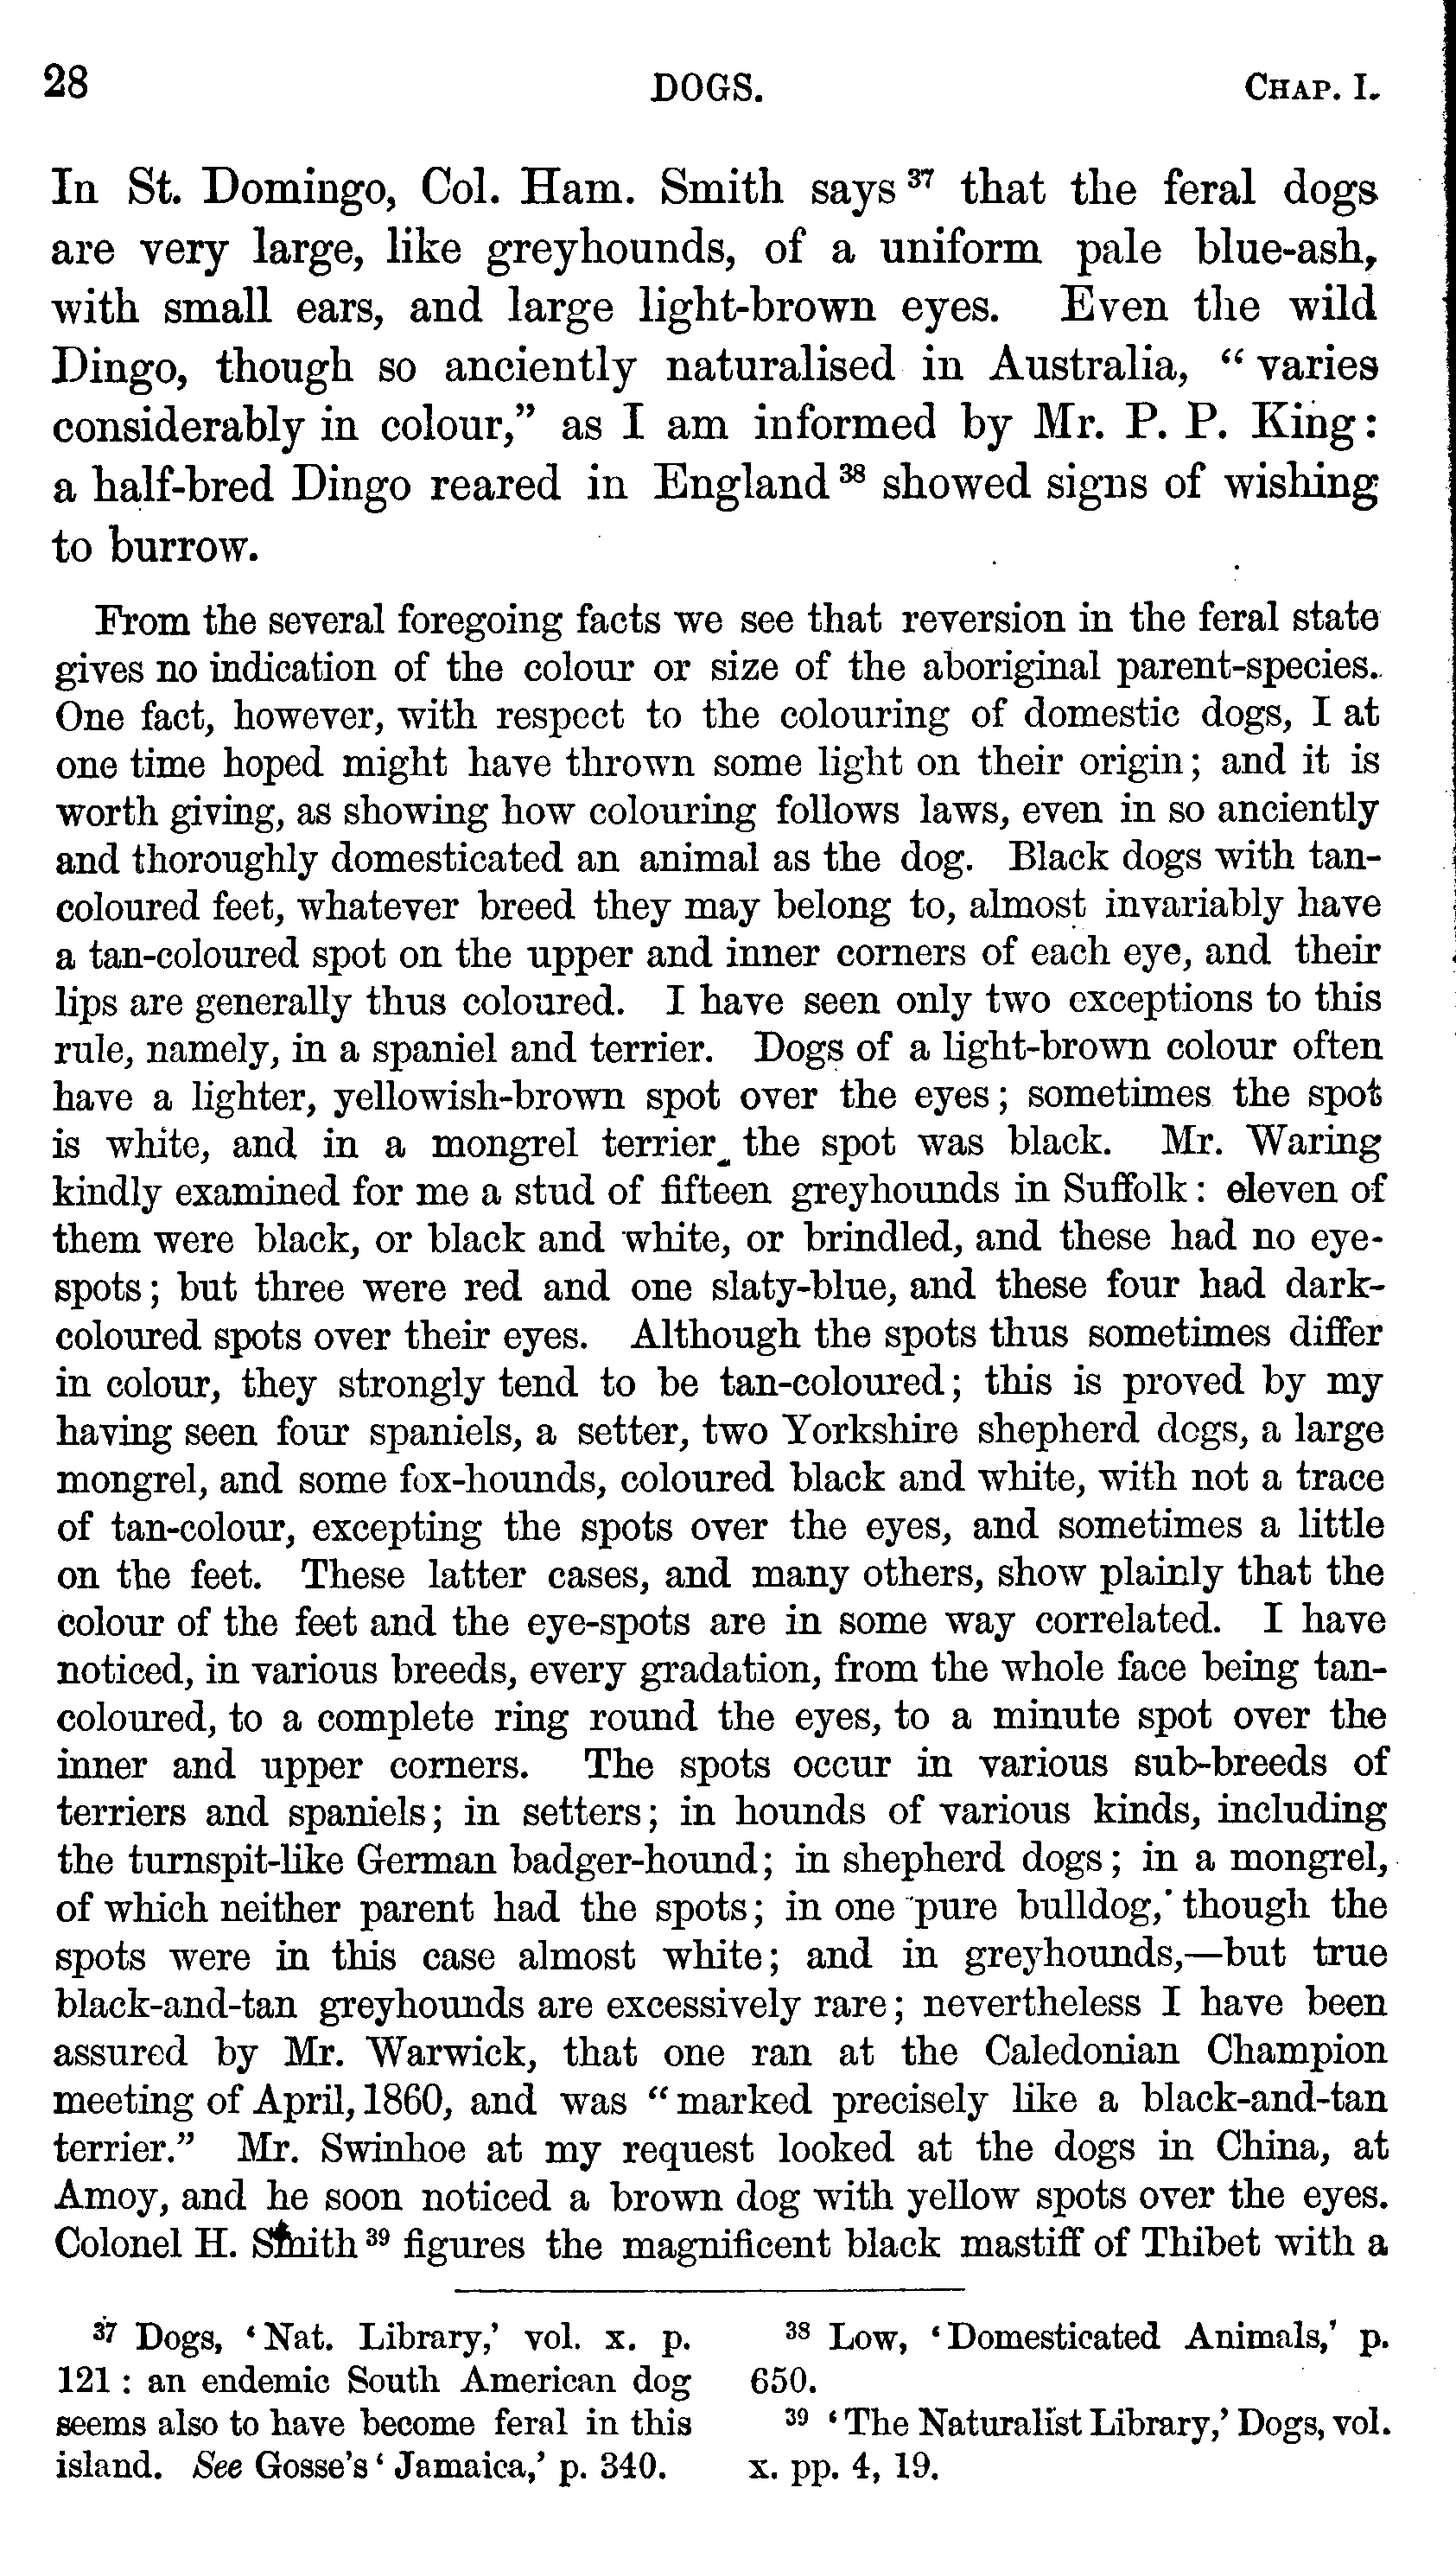 28 DOGS. CHAP. I.
In St. Domingo, Col. Ham. Smith says 37 that the feral dogs
are very large, like greyhounds, of a uniform pale blue-ash,
with small ears, and large light-brown eyes. Even the wild
Dingo, though so anciently naturalised in Australia, “ varies
considerably in colour,” as I am informed by Mr. P. P. King:
a half-bred Dingo reared in England 38 showed signs of wishing
to burrow.
From the several foregoing facts we see that reversion in the feral state
gives no indication of the colour or size of the aboriginal parent-species.
One fact, however, with respect to the colouring of domestic dogs, I at
one time hoped might have thrown some light on their origin; and it is
worth giving, as showing how colouring follows laws, even in so anciently
and thoroughly domesticated an animal as the dog. Black dogs with tan-
coloured feet, whatever breed they may belong to, almost invariably have
a tan-coloured spot on the upper and inner corners of each eye, and their
lips are generally thus coloured. I have seen only two exceptions to this
rule, namely, in a spaniel and terrier. Dogs of a light-brown colour often
have a lighter, yellowish-brown spot over the eyes; sometimes the spot
is white, and in a mongrel terrier the spot was black. Mr. Waring
kindly examined for me a stud of fifteen greyhounds in Suffolk: eleven of
them were black, or black and white, or brindled, and these had no eye-
spots; but three were red and one slaty-blue, and these four had dark-
coloured spots over their eyes. Although the spots thus sometimes differ
in colour, they strongly tend to be tan-coloured; this is proved by my
having seen four spaniels, a setter, two Yorkshire shepherd dogs, a large
mongrel, and some fox-hounds, coloured black and white, with not a trace
of tan-colour, excepting the spots over the eyes, and sometimes a little
on the feet. These latter cases, and many others, show plainly that the
colour of the feet and the eye-spots are in some way correlated. I have
noticed, in various breeds, every gradation, from the whole face being tan-
coloured, to a complete ring round the eyes, to a minute spot over the
inner and upper corners. The spots occur in various sub-breeds of
terriers and spaniels; in setters; in hounds of various kinds, including
the turnspit-like German badger-hound; in shepherd dogs; in a mongrel,
of which neither parent had the spots; in one pure bulldog, though the
spots were in this case almost white; and in greyhounds,—but true
black-and-tan greyhounds are excessively rare; nevertheless I have been
assured by Mr. Warwick, that one ran at the Caledonian Champion
meeting of April, 1860, and was “ marked precisely like a black-and-tan
terrier.” Mr. Swinhoe at my request looked at the dogs in China, at
Amoy, and he soon noticed a brown dog with yellow spots over the eyes.
Colonel H. Smith 39 figures the magnificent black mastiff of Thibet with a
37 Dogs, ‘ Nat. Library,’ vol. x. p.
121 : an endemic South American dog
seems also to have become feral in this
island. See Gosse's ‘ Jamaica,’ p. 340.
38 Low, ‘ Domesticated Animals,’ p.
650.
39 ‘ The Naturalist Library,’ Dogs, vol.
x. pp. 4, 19.